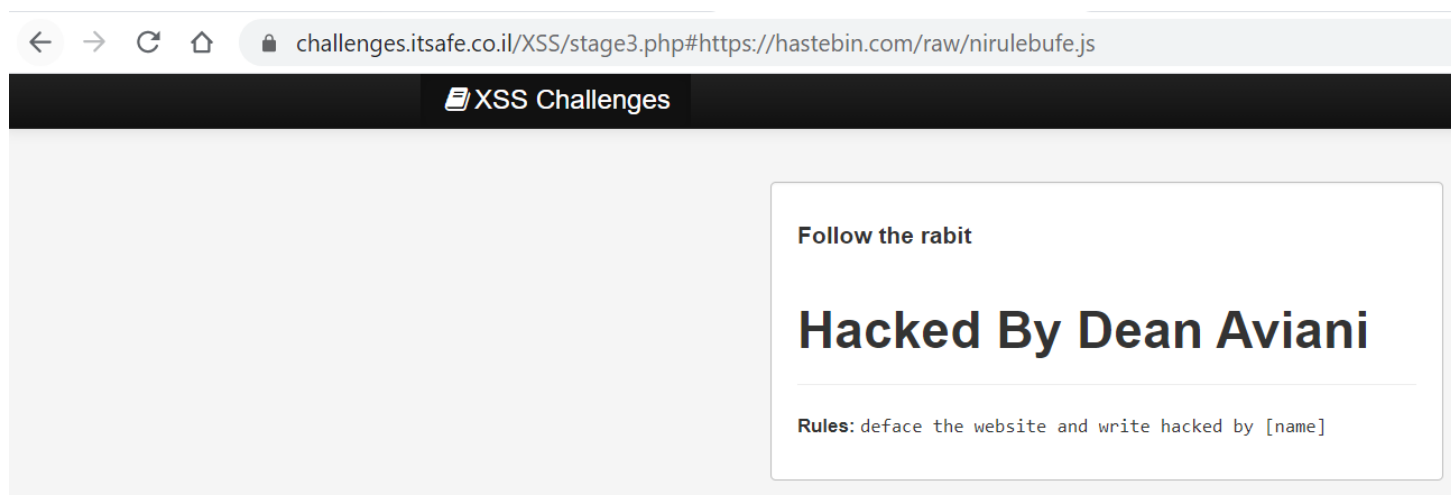 challenges.itsafe.co.il/XSS/stage3.php#https://hastebin.com/raw/nirulebufe.js
XSS Challenges
Follow the rabit
Hacked By Dean Aviani
Rules: deface the website and write hacked by [name]